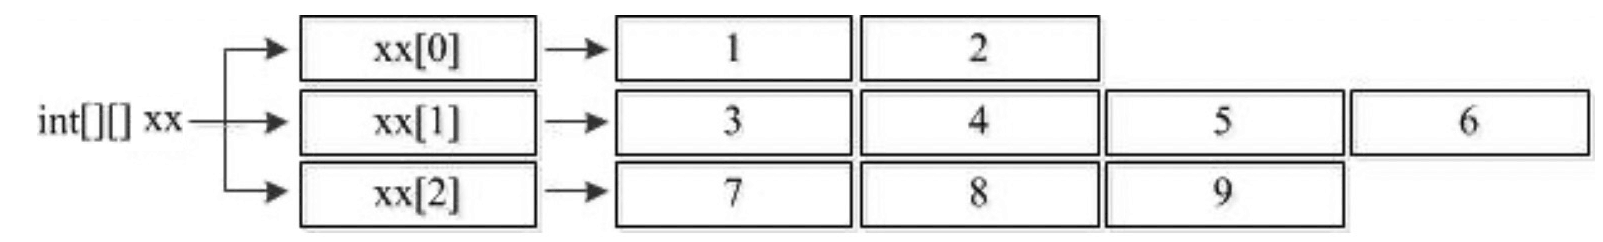 xx[0] 1 2
int[][] xx xx[1] 3 4 5 6
xx[2] 7 8 9